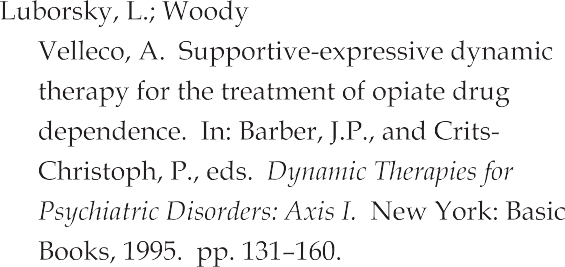 Luborsky, L.; Woody
Velleco, A. Supportive-expressive dynamic
therapy for the treatment of opiate drug
dependence. In: Barber, J.P., and Crits-
Christoph, P., eds. Dynamic Therapies for
Psychiatric Disorders: Axis I. New York: Basic
Books, 1995. pp. 131–160.